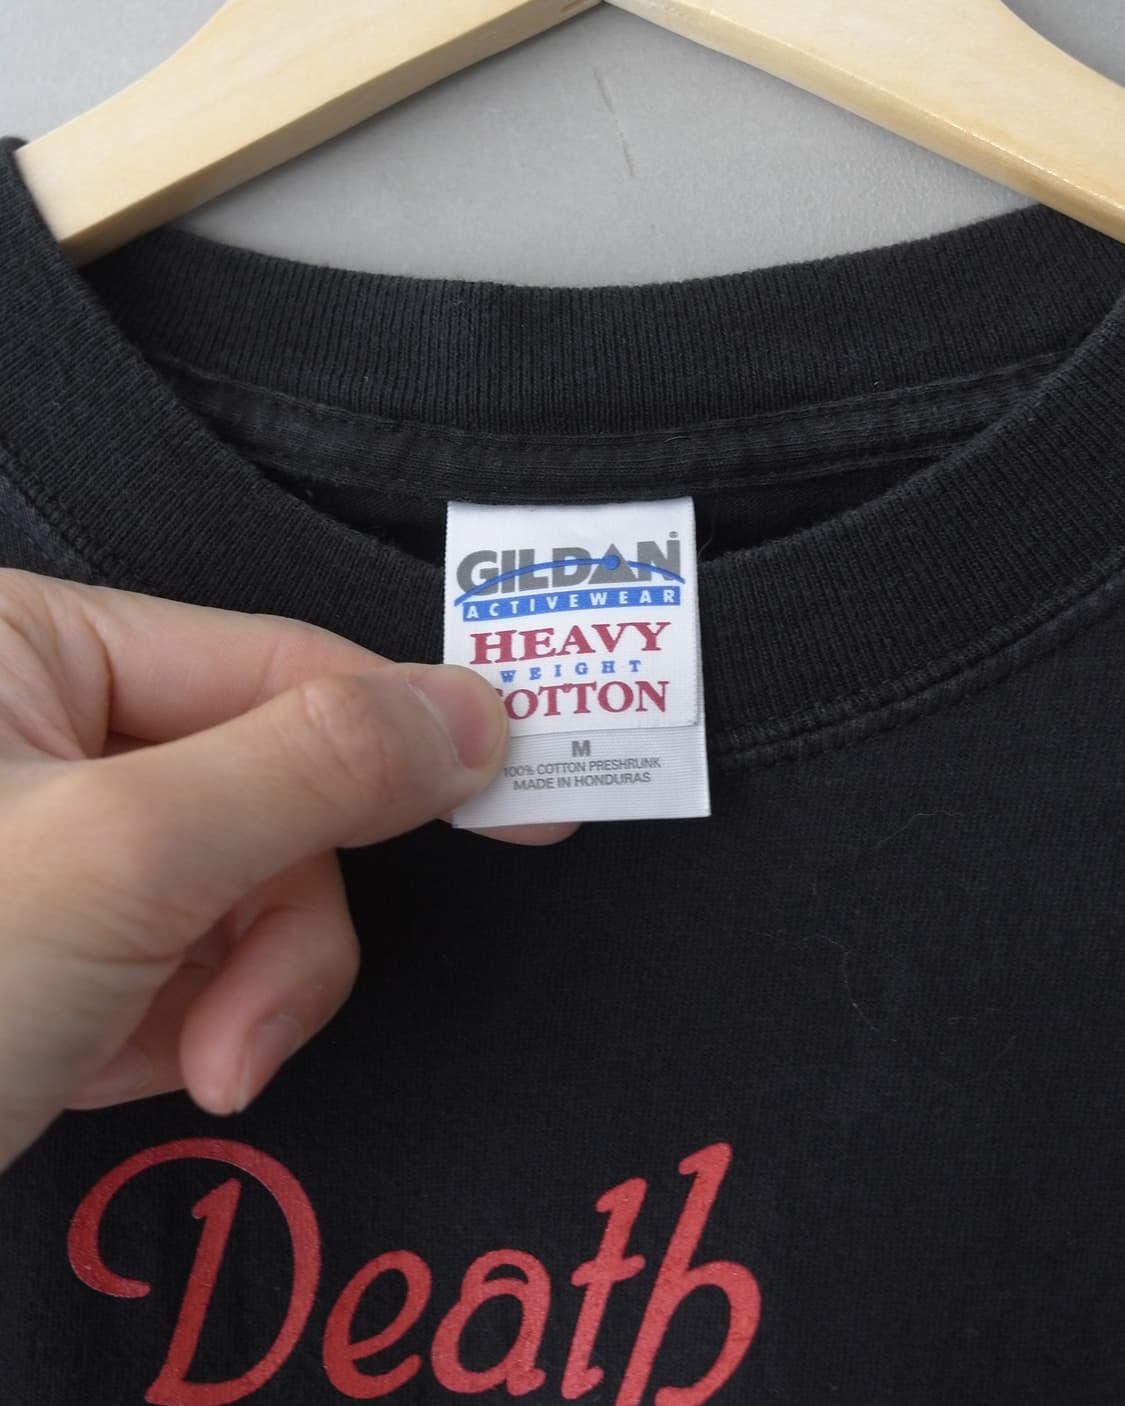 GILDAN®
ACTIVEWEAR
HEAVY
WEIGHT
COTTON
M
100% COTTON PRESHRUNK
MADE IN HONDURAS
Death